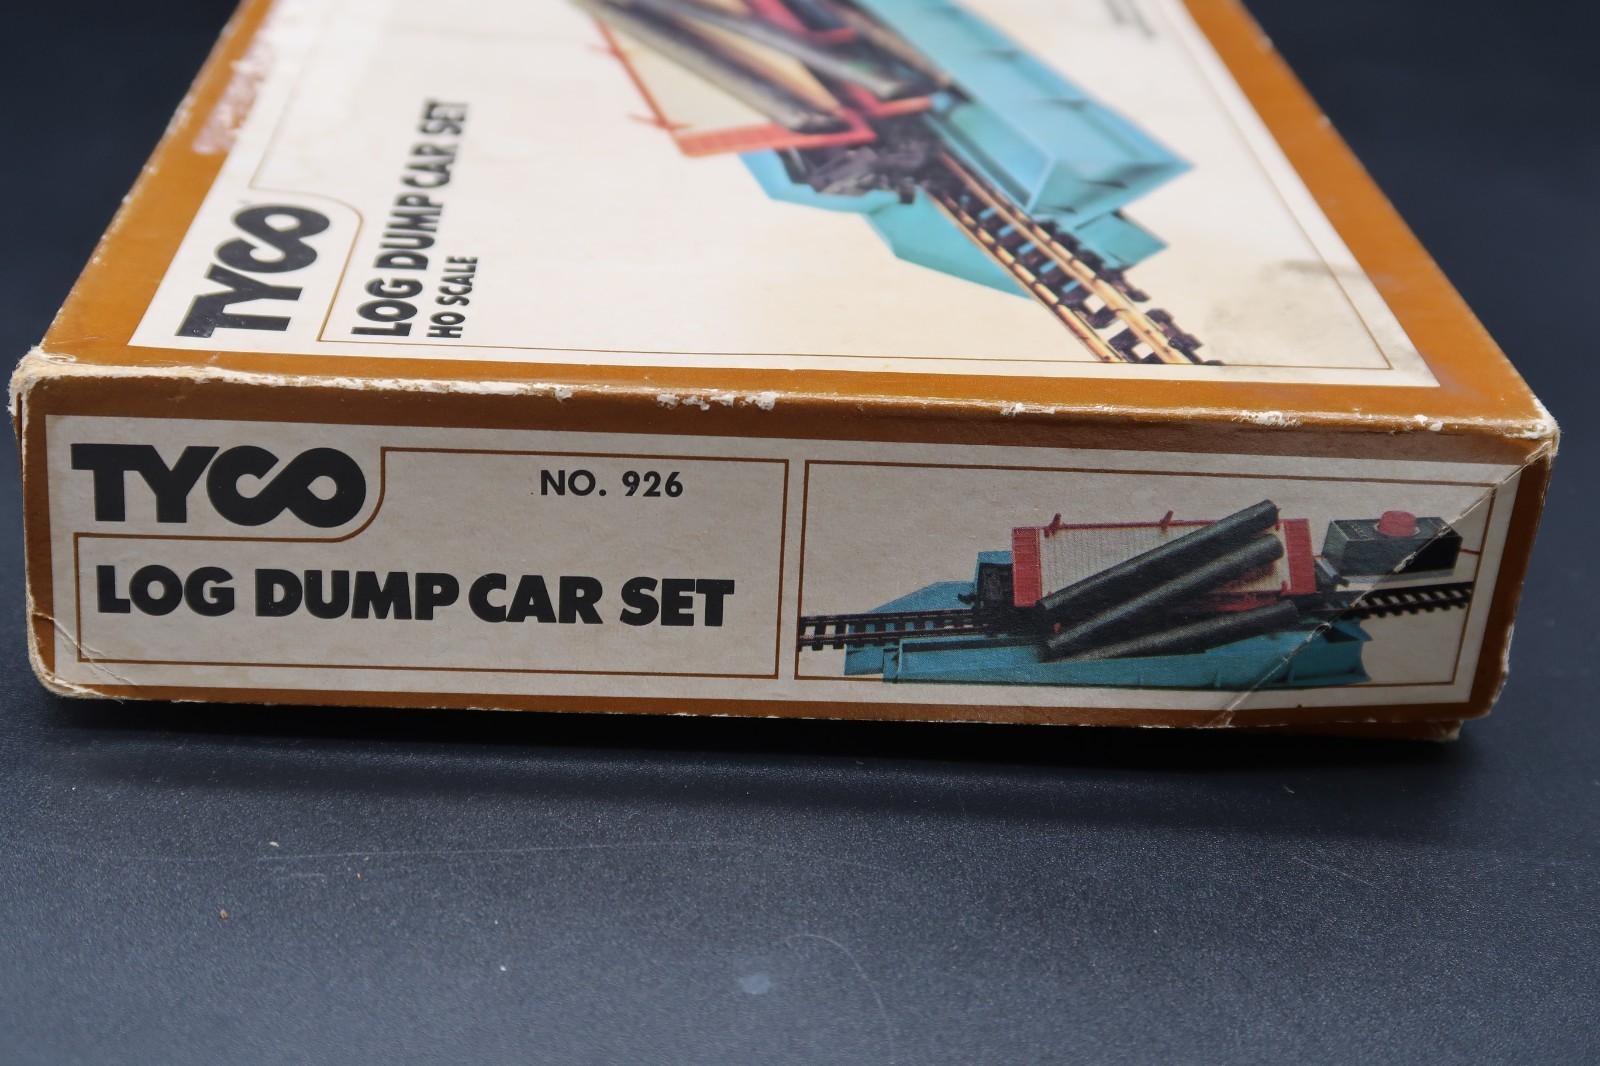 TYCO
LOG DUMP CAR SET
HO SCALE
TYCO
NO. 926
LOG DUMP CAR SET